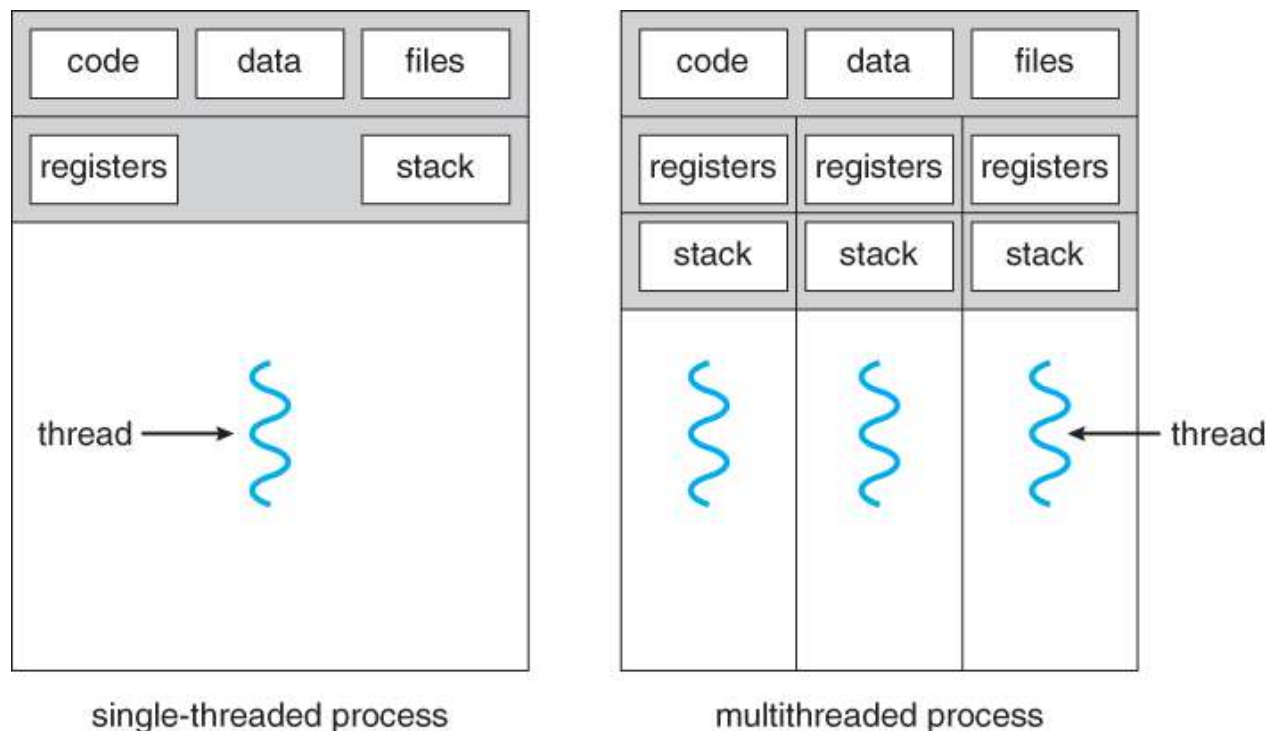 code data files code data files
registers stack registers registers registers
stack stack stack
thread thread
single-threaded process multithreaded process